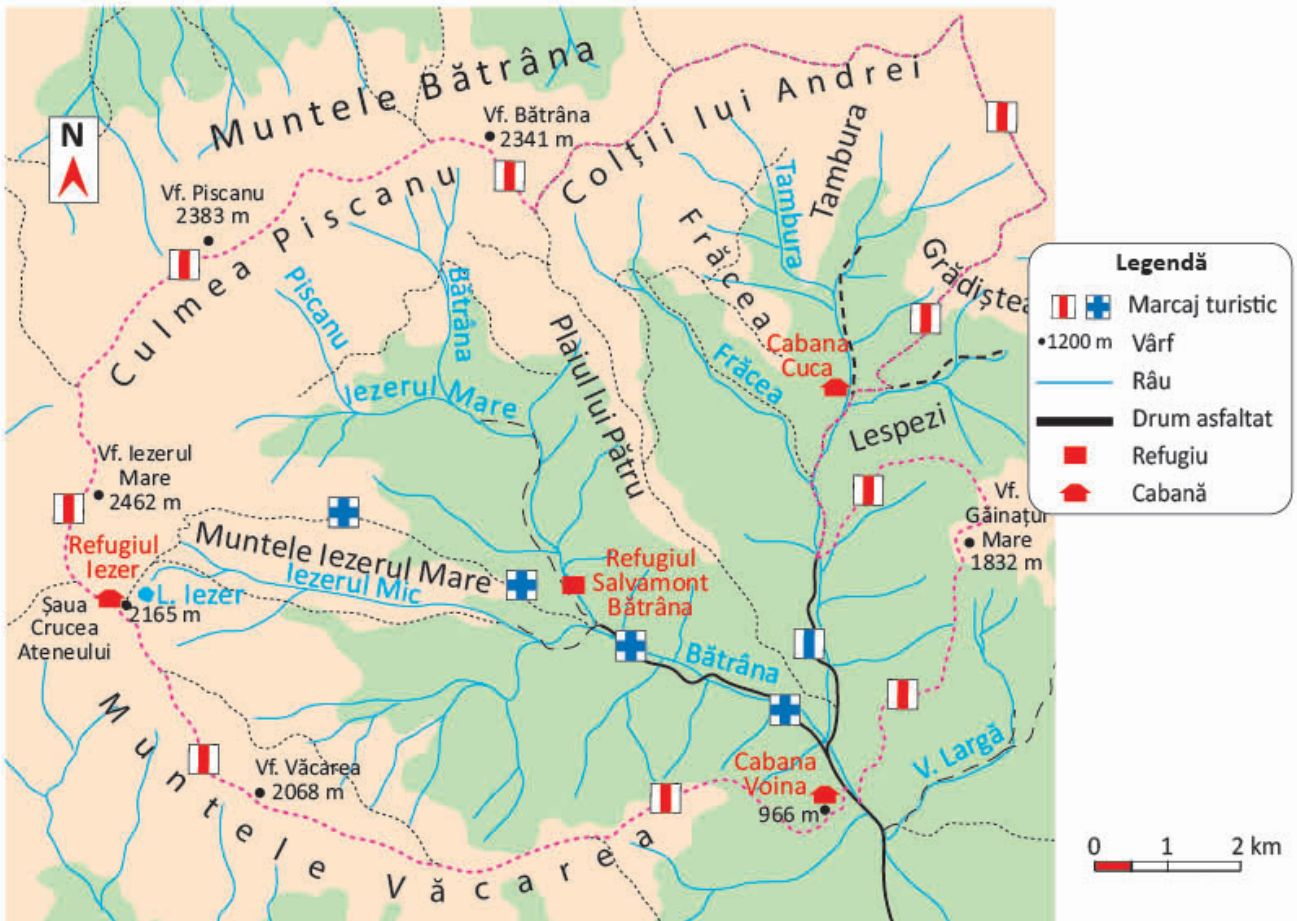 N
Muntele Bătrâna
Vf. Bătrâna
2341 m
Colții lui Andrei
Tambura
Tambura
Vf. Piscanu
2383 m
Culmea Piscanu
Piscanu
Bătrâna
Frăcea
Grădiștea
Plaiul lui Pătru
Iezerul Mare
Frăcea
Cabana
Cuca
Lespezi
Vf. Iezerul
Mare
2462 m
Vf.
Găinațul
Mare
1832 m
Muntele Iezerul Mare
Iezerul Mic
Refugiul
Iezer
L. Iezer
2165 m
Șaua
Crucea
Ateneului
Refugiul
Salvamont
Bătrâna
Bătrâna
Muntele Văcarea
Vf. Văcarea
2068 m
Cabana
Voina
966 m
V. Largă
Legendă
Marcaj turistic
1200 m Vârf
Râu
Drum asfaltat
Refugiu
Cabană
0 1 2 km